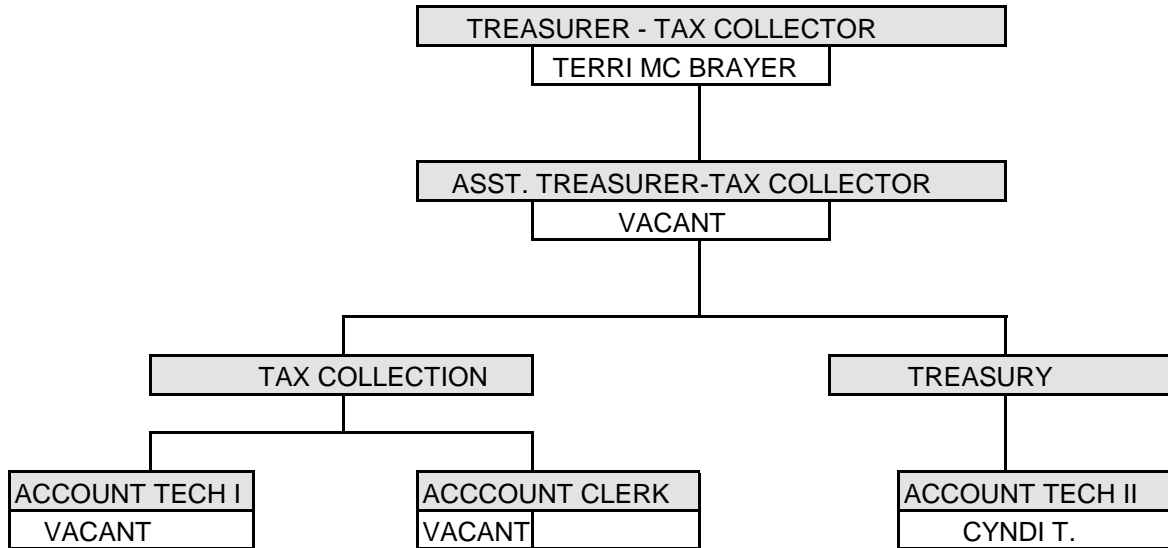 TREASURER - TAX COLLECTOR
TERRI MC BRAYER
ASST. TREASURER-TAX COLLECTOR
VACANT
TAX COLLECTION
TREASURY
ACCOUNT TECH I
VACANT
ACCCOUNT CLERK
VACANT
ACCOUNT TECH II
CYNDI T.